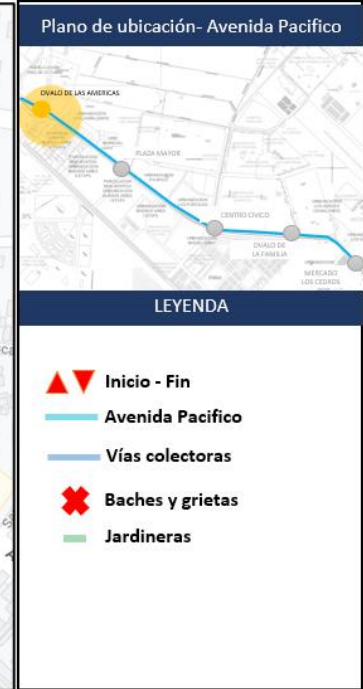 Plano de ubicación- Avenida Pacifico
OVALO DE LAS AMERICAS
PLAZA MAYOR
CENTRO CIVICO
OVALO DE
LA FAMILIA
MERCADO
LOS CEDROS
LEYENDA
Inicio - Fin
Avenida Pacifico
Vías colectoras
Baches y grietas
Jardineras